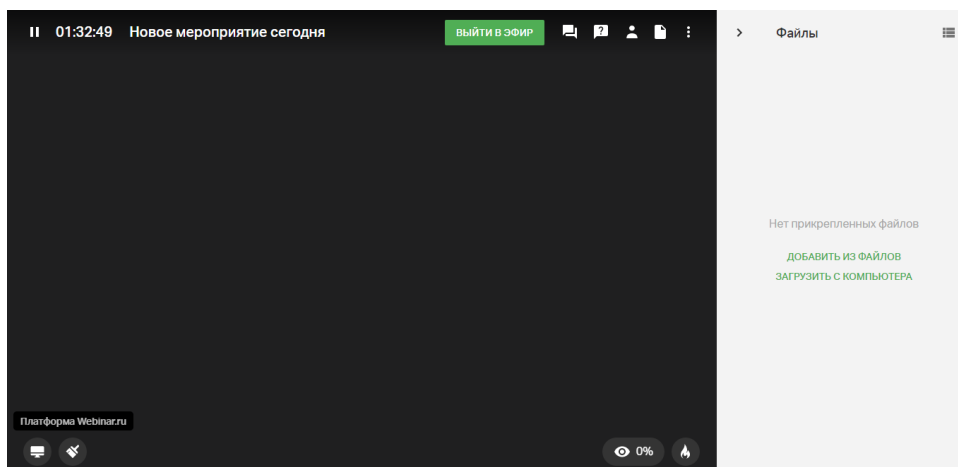 01:32:49 Новое мероприятие сегодня ВЫЙТИ В ЭФИР ? Файлы
Нет прикрепленных файлов
ДОБАВИТЬ ИЗ ФАЙЛОВ
ЗАГРУЗИТЬ С КОМПЬЮТЕРА
Платформа Webinar.ru
0%